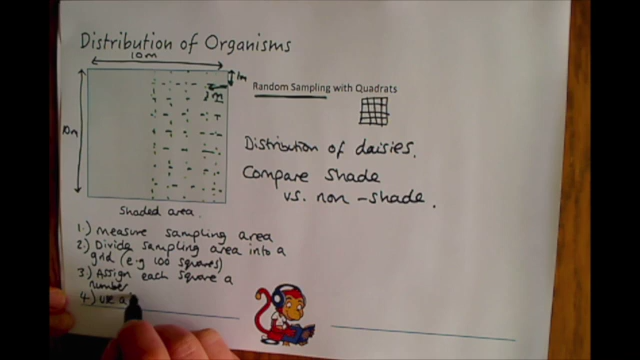 Distribution of Organisms
10m
1m
1m
Random Sampling with Quadrats
10m
Distribution of daisies.
Compare shade
vs. non-shade.
Shaded area.
1.) measure sampling area
2.) Divide sampling area into a
grid (e.g 100 squares)
3.) Assign each square a
number
4.) use a